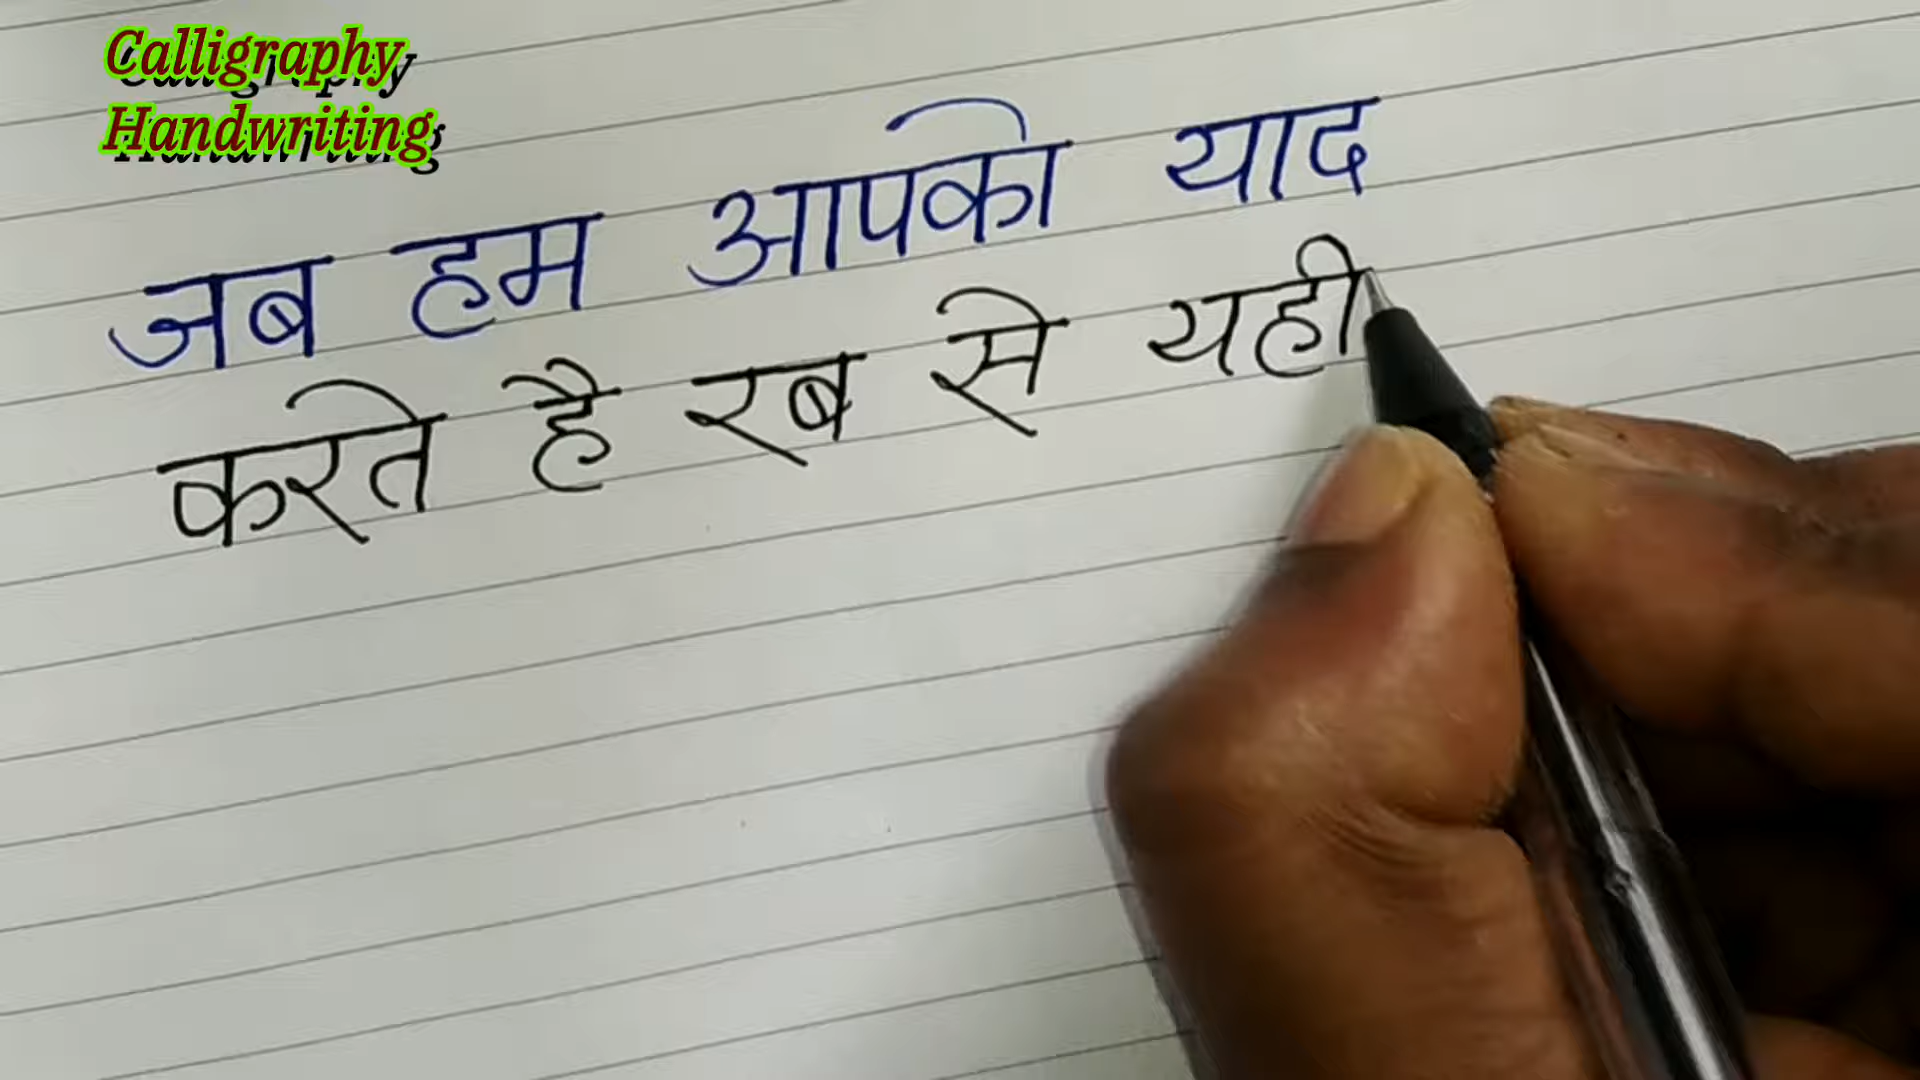 Calligraphy
Handwriting
जब हम आपको याद
करते है रब से यही